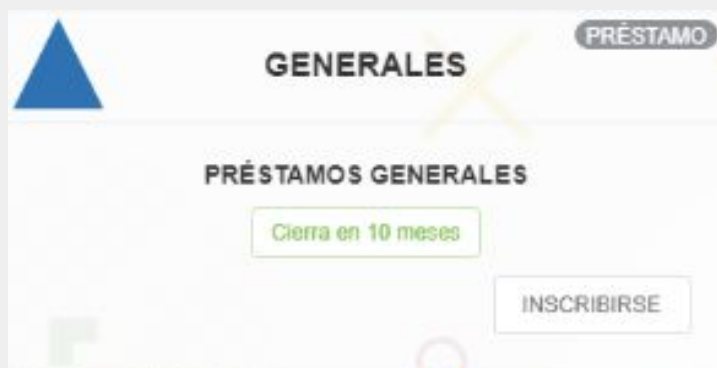 PRÉSTAMO
GENERALES
PRÉSTAMOS GENERALES
Cierra en 10 meses
INSCRIBIRSE